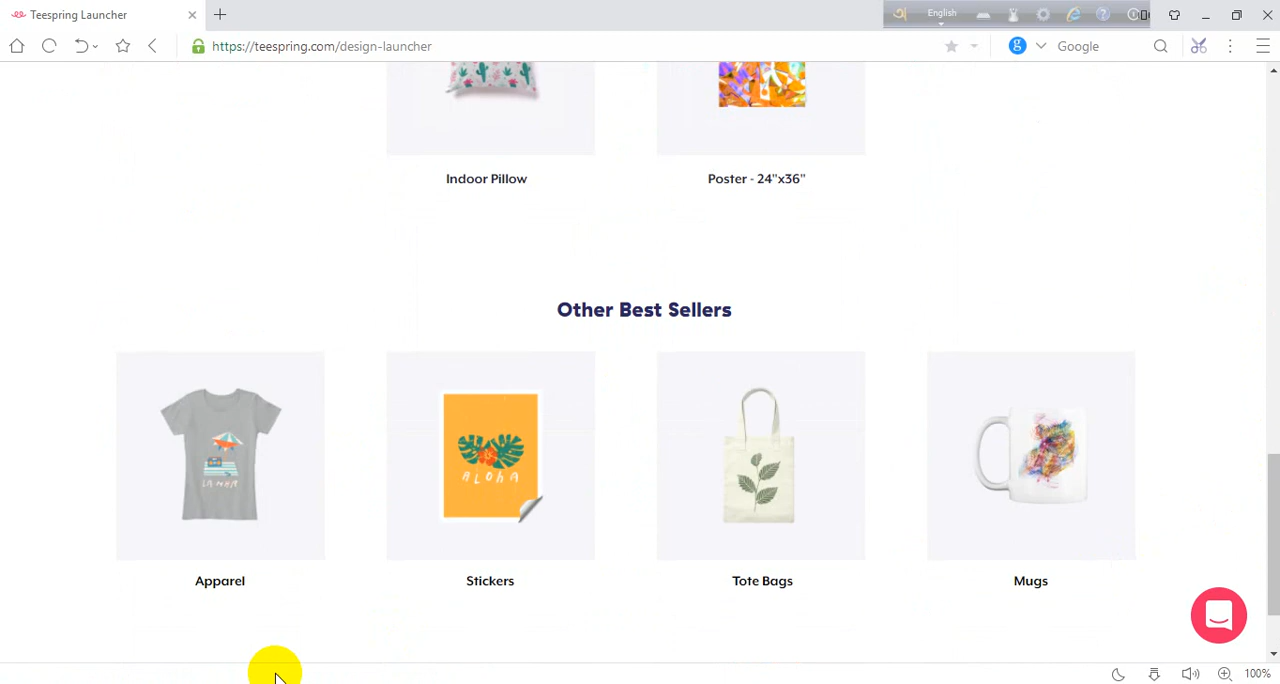 Teespring Launcher
English
https://teespring.com/design-launcher
g
Google
Indoor Pillow
Poster - 24"x36"
Other Best Sellers
ALOHA
Apparel
Stickers
Tote Bags
Mugs
100%